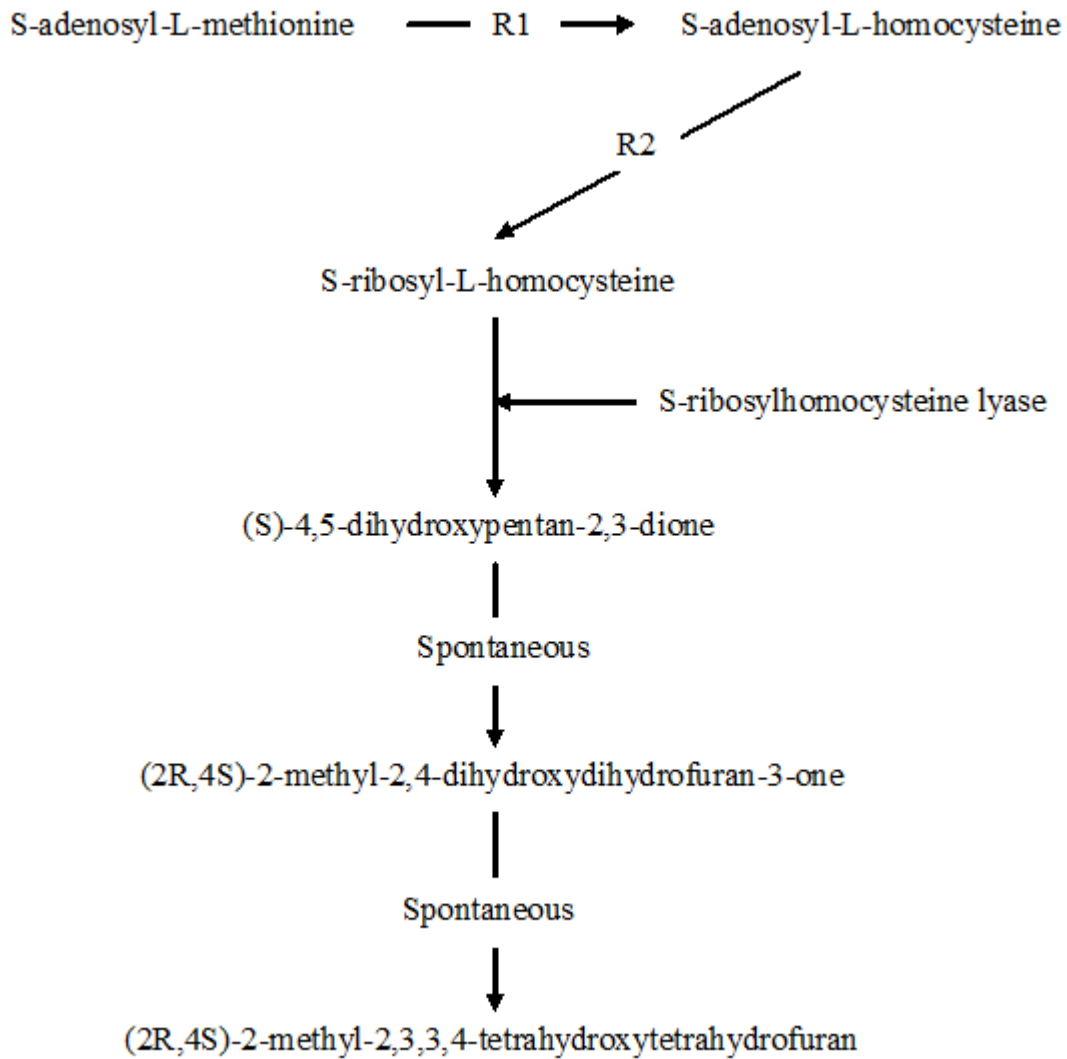 S-adenosyl-L-methionine R1 S-adenosyl-L-homocysteine
R2
S-ribosyl-L-homocysteine
S-ribosylhomocysteine lyase
(S)-4,5-dihydroxypentan-2,3-dione
Spontaneous
(2R,4S)-2-methyl-2,4-dihydroxydihydrofuran-3-one
Spontaneous
(2R,4S)-2-methyl-2,3,3,4-tetrahydroxytetrahydrofuran